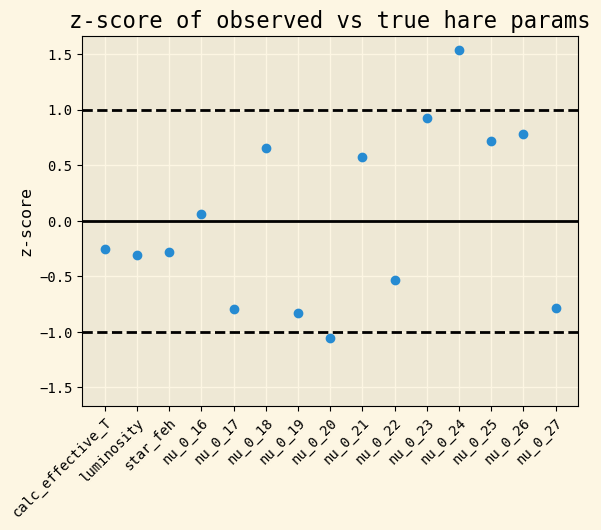 z-score of observed vs true hare params
z-score
1.5
1.0
0.5
0.0
−0.5
−1.0
−1.5
calc_effective_T
luminosity
star_feh
nu_0_16
nu_0_17
nu_0_18
nu_0_19
nu_0_20
nu_0_21
nu_0_22
nu_0_23
nu_0_24
nu_0_25
nu_0_26
nu_0_27